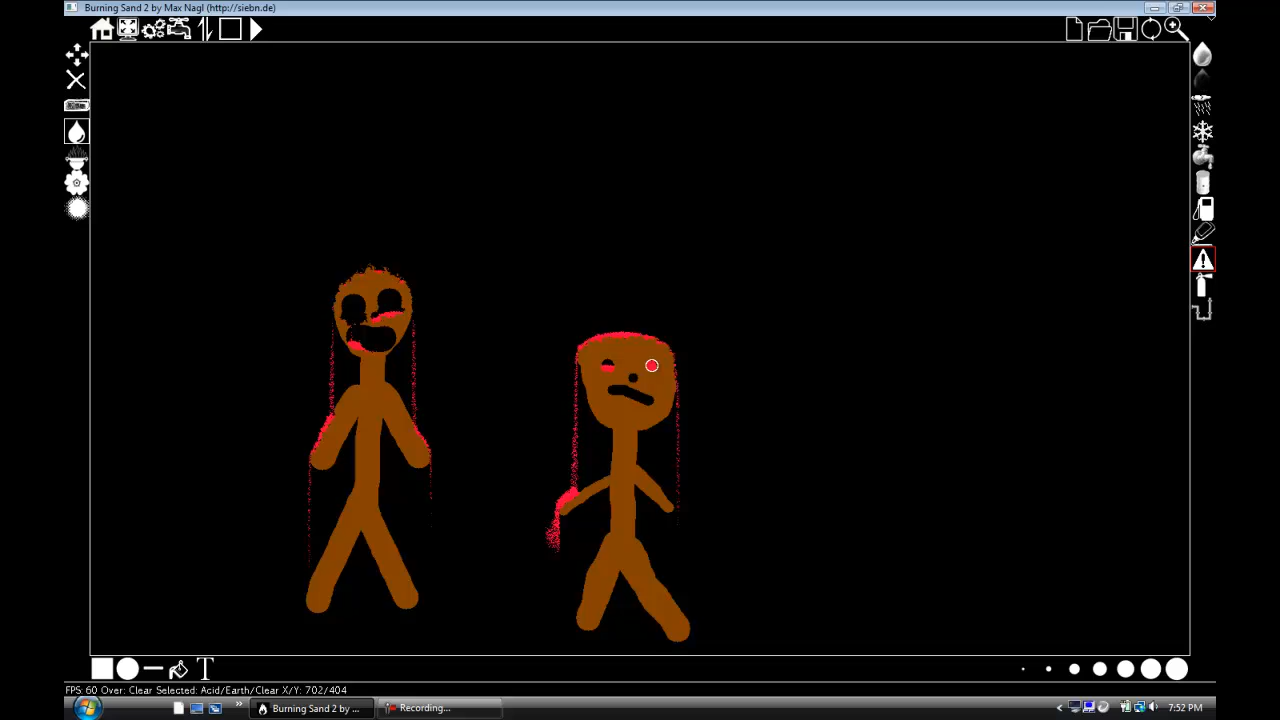 Burning Sand 2 by Max Nagl (http://siebn.de)
T
FPS: 60 Over: Clear Selected: Acid/Earth/Clear X/Y: 702/404
Burning Sand 2 by ...
Recording...
7:52 PM